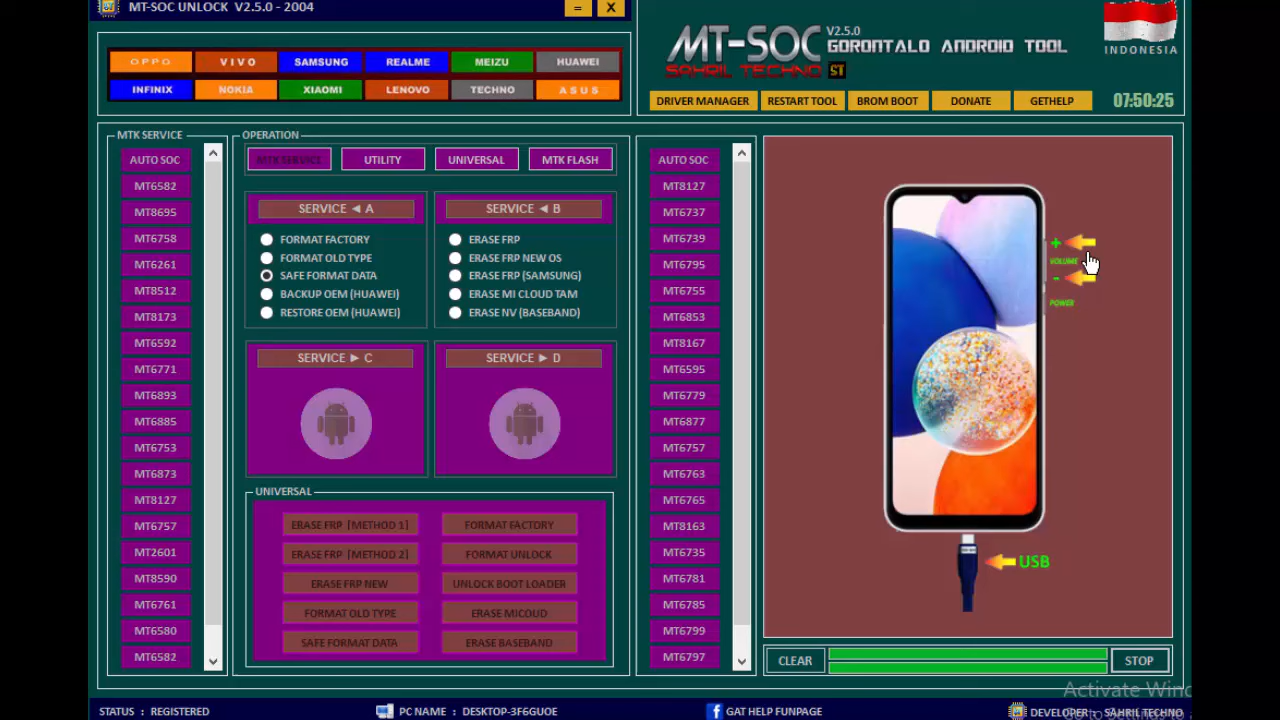 MT-SOC UNLOCK V2.5.0 - 2004
–
X
OPPO
VIVO
SAMSUNG
REALME
MEIZU
HUAWEI
INFINIX
NOKIA
XIAOMI
LENOVO
TECHNO
ASUS
MT-SOC
V2.5.0
GORONTALO ANDROID TOOL
SAHRIL TECHNO ST
INDONESIA
DRIVER MANAGER
RESTART TOOL
BROM BOOT
DONATE
GETHELP
07:50:25
MTK SERVICE
AUTO SOC
MT6582
MT8695
MT6758
MT6261
MT8512
MT8173
MT6592
MT6771
MT6893
MT6885
MT6753
MT6873
MT8127
MT6757
MT2601
MT8590
MT6761
MT6580
MT6582
OPERATION
MTK SERVICE
UTILITY
UNIVERSAL
MTK FLASH
SERVICE ◄ A
FORMAT FACTORY
FORMAT OLD TYPE
SAFE FORMAT DATA
BACKUP OEM (HUAWEI)
RESTORE OEM (HUAWEI)
SERVICE ◄ B
ERASE FRP
ERASE FRP NEW OS
ERASE FRP (SAMSUNG)
ERASE MI CLOUD TAM
ERASE NV (BASEBAND)
SERVICE ► C
SERVICE ► D
UNIVERSAL
ERASE FRP [METHOD 1]
FORMAT FACTORY
ERASE FRP [METHOD 2]
FORMAT UNLOCK
ERASE FRP NEW
UNLOCK BOOT LOADER
FORMAT OLD TYPE
ERASE MICOUD
SAFE FORMAT DATA
ERASE BASEBAND
AUTO SOC
MT8127
MT6737
MT6739
MT6795
MT6755
MT6853
MT8167
MT6595
MT6779
MT6877
MT6757
MT6763
MT6765
MT8163
MT6735
MT6781
MT6785
MT6799
MT6797
+
VOLUME
-
POWER
USB
CLEAR
STOP
Activate Wind
STATUS : REGISTERED
PC NAME : DESKTOP-3F6GUOE
GAT HELP FUNPAGE
DEVELOPER : SAHRIL TECHNO